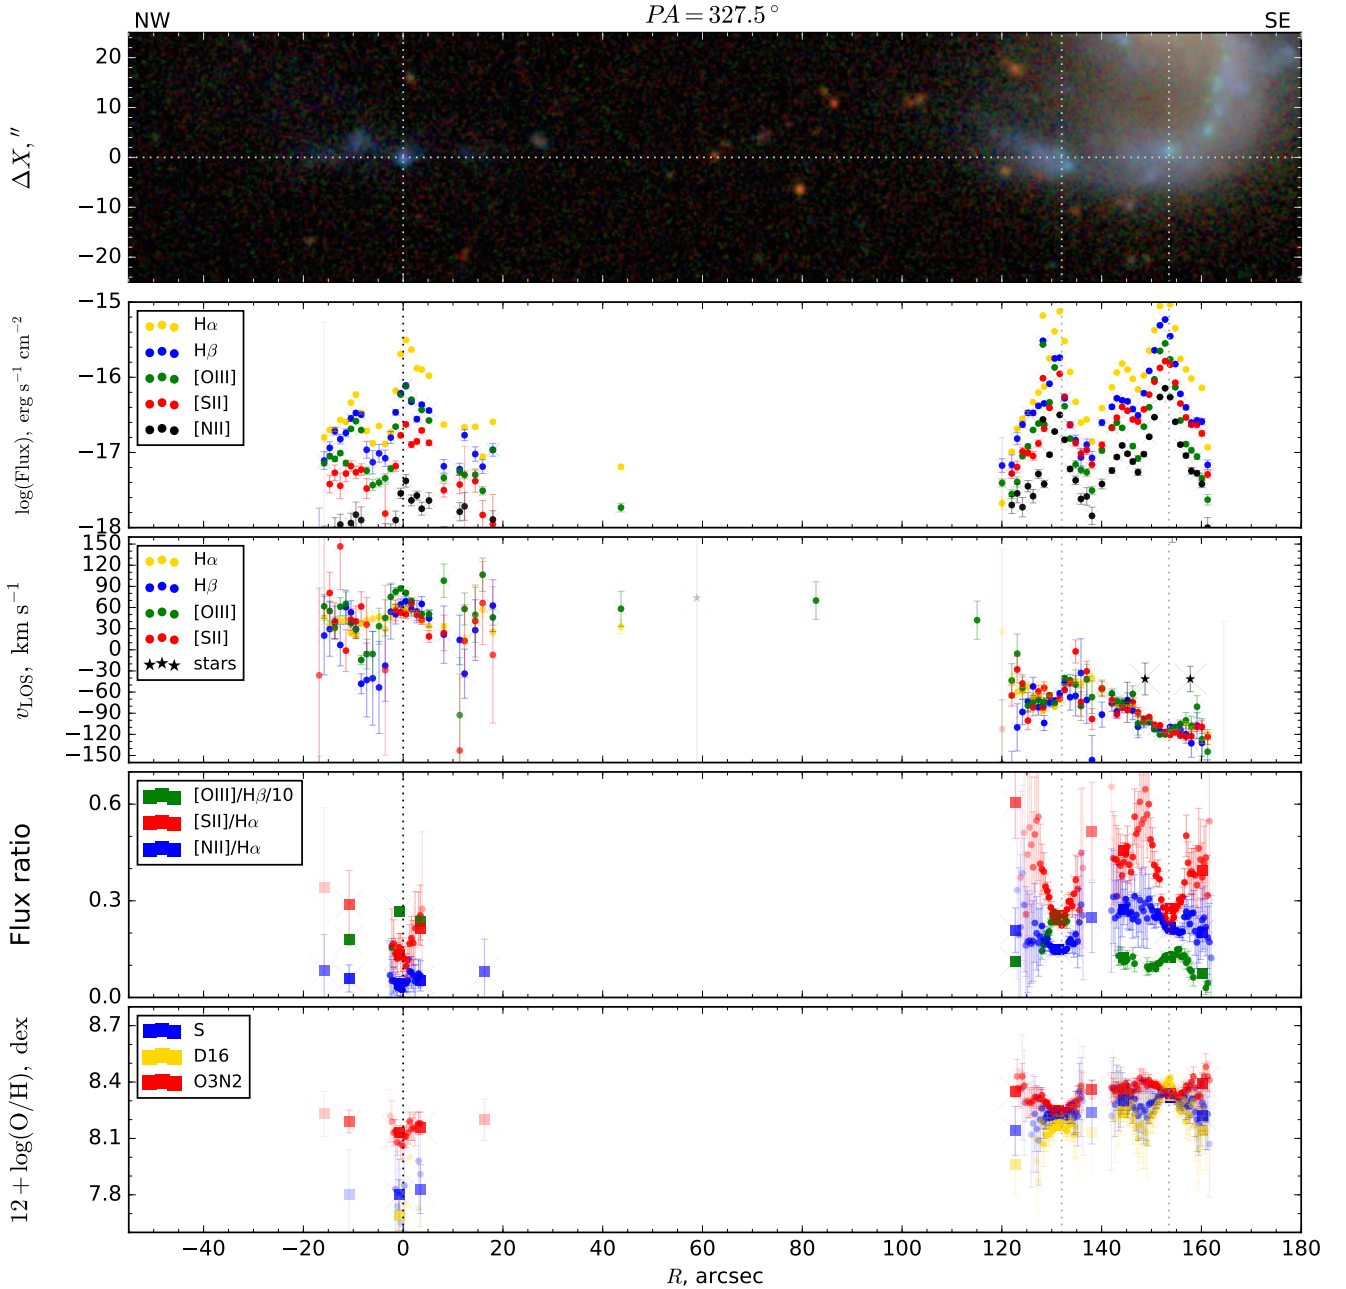 NW
PA = 327.5°
SE
ΔX, ″
20
10
0
−10
−20
log(Flux), erg s⁻¹ cm⁻²
−15
−16
−17
−18
Hα
Hβ
[OIII]
[SII]
[NII]
v_LOS, km s⁻¹
150
120
90
60
30
0
−30
−60
−90
−120
−150
Hα
Hβ
[OIII]
[SII]
stars
Flux ratio
0.6
0.3
0.0
[OIII]/Hβ/10
[SII]/Hα
[NII]/Hα
12 + log(O/H), dex
8.7
8.4
8.1
7.8
S
D16
O3N2
−40 −20 0 20 40 60 80 100 120 140 160 180
R, arcsec